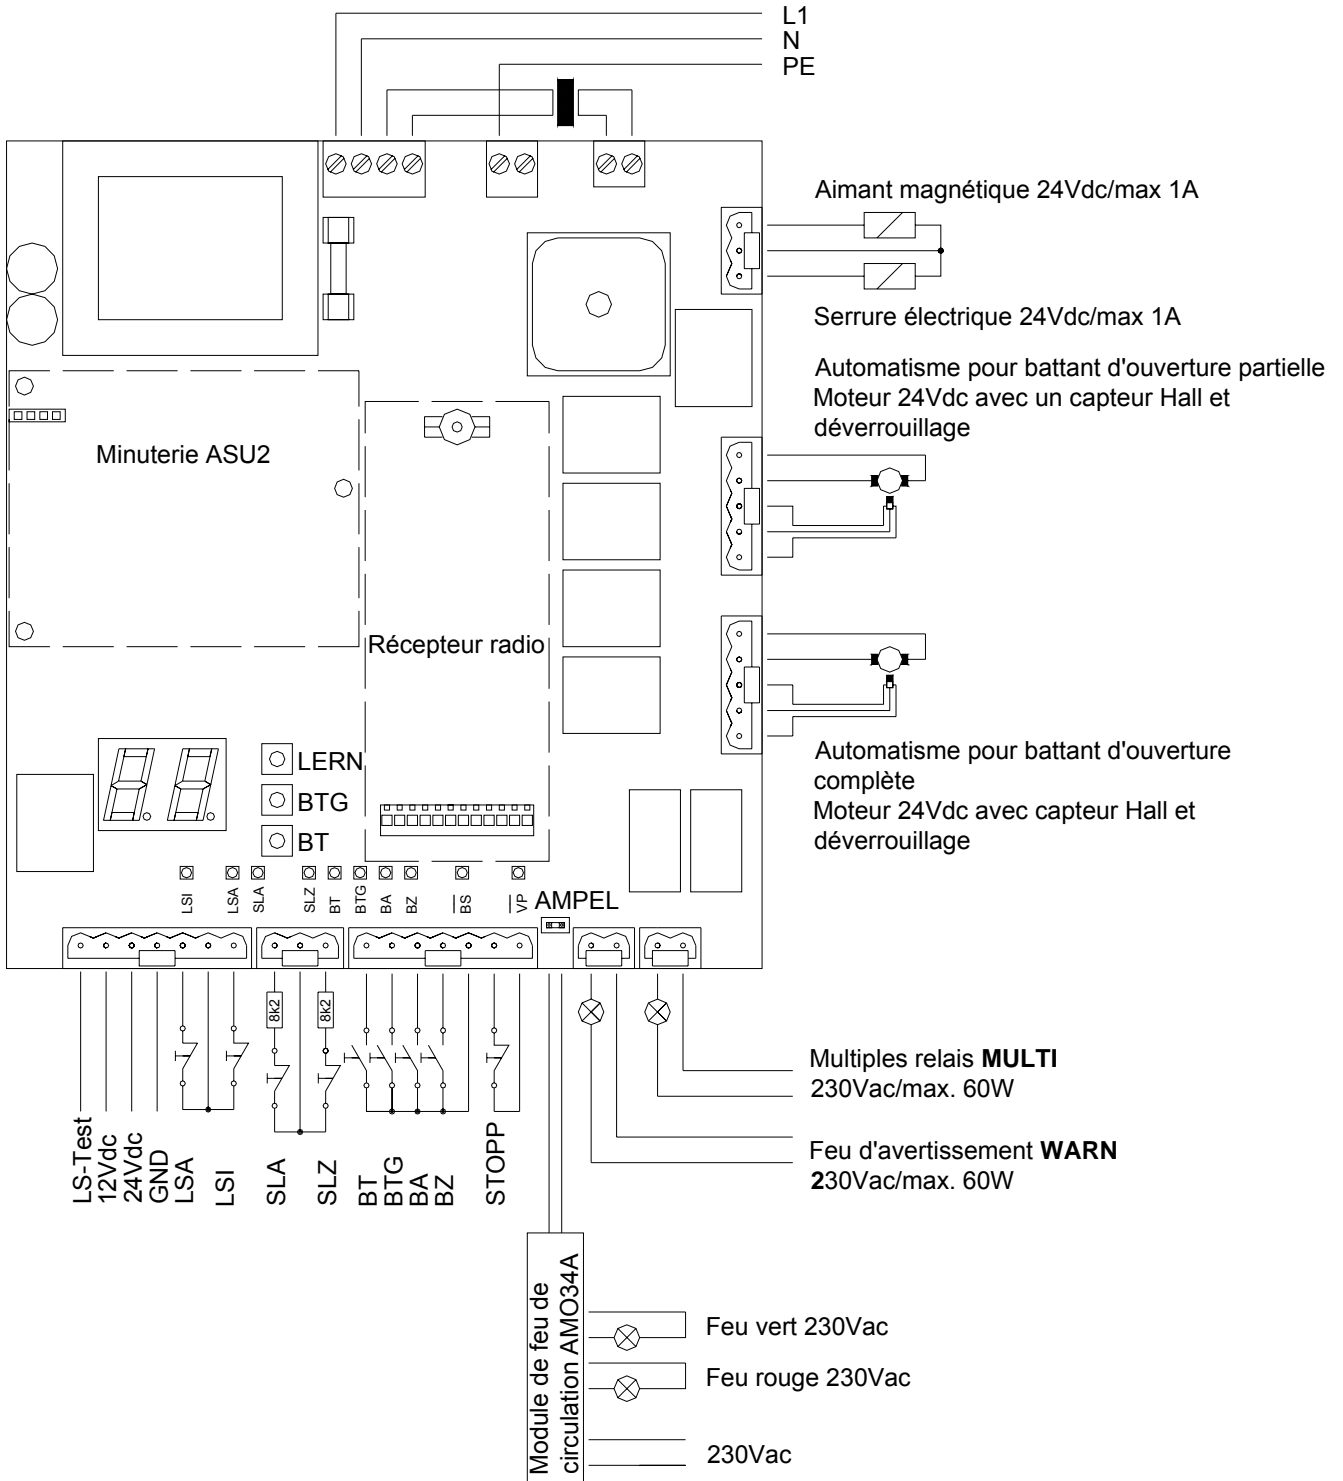 L1
N
PE
Aimant magnétique 24Vdc/max 1A
Serrure électrique 24Vdc/max 1A
Automatisme pour battant d'ouverture partielle
Moteur 24Vdc avec un capteur Hall et
déverrouillage
Minuterie ASU2
Récepteur radio
Automatisme pour battant d'ouverture
complète
Moteur 24Vdc avec capteur Hall et
déverrouillage
LERN
BTG
BT
LSI
LSA
SLA
SLZ
BT
BTG
BA
BZ
BS
VP
AMPEL
8k2
8k2
LS-Test
12Vdc
24Vdc
GND
LSA
LSI
SLA
SLZ
BT
BTG
BA
BZ
STOPP
Multiples relais MULTI
230Vac/max. 60W
Feu d'avertissement WARN
230Vac/max. 60W
Module de feu de
circulation AMO34A
Feu vert 230Vac
Feu rouge 230Vac
230Vac